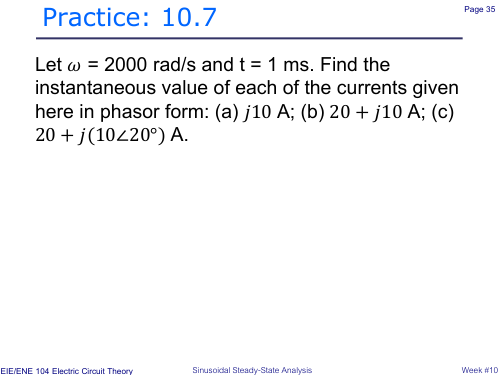 Practice: 10.7
Page 35
Let ω = 2000 rad/s and t = 1 ms. Find the
instantaneous value of each of the currents given
here in phasor form: (a) j10 A; (b) 20 + j10 A; (c)
20 + j(10∠20°) A.
EIE/ENE 104 Electric Circuit Theory
Sinusoidal Steady-State Analysis
Week #10